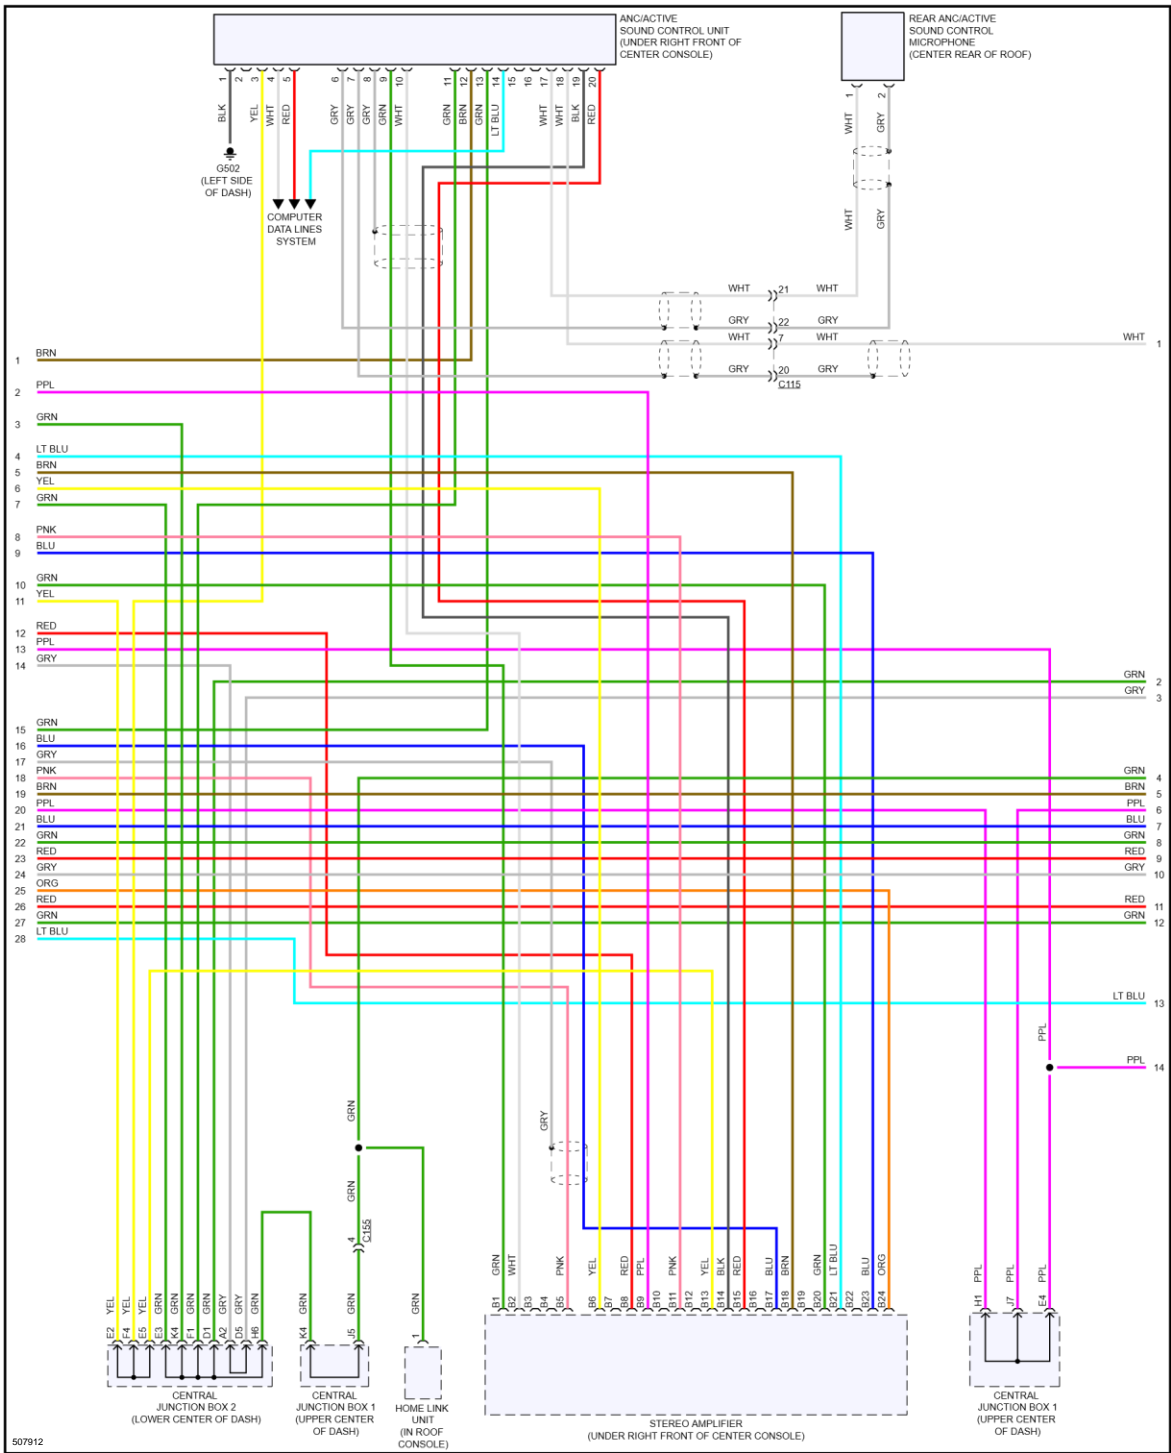 ANC/ACTIVE
SOUND CONTROL UNIT
(UNDER RIGHT FRONT OF
CENTER CONSOLE)
REAR ANC/ACTIVE
SOUND CONTROL
MICROPHONE
(CENTER REAR OF ROOF)
1 2 3 4 5 6 7 8 9 10 11 12 13 14 15 16 17 18 19 20
1 2
BLK YEL WHT RED GRY GRY GRY GRN WHT GRN BRN GRN LT BLU WHT WHT BLK RED
WHT GRY
G502
(LEFT SIDE
OF DASH)
COMPUTER
DATA LINES
SYSTEM
WHT GRY
WHT 21 WHT
GRY 22 GRY
WHT 7 WHT WHT 1
GRY 20 GRY
C115
1 BRN
2 PPL
3 GRN
4 LT BLU
5 BRN
6 YEL
7 GRN
8 PNK
9 BLU
10 GRN
11 YEL
12 RED
13 PPL
14 GRY
GRN 2
GRY 3
15 GRN
16 BLU
17 GRY
18 PNK GRN 4
19 BRN BRN 5
20 PPL PPL 6
21 BLU BLU 7
22 GRN GRN 8
23 RED RED 9
24 GRY GRY 10
25 ORG
26 RED RED 11
27 GRN GRN 12
28 LT BLU
LT BLU 13
PPL
PPL 14
GRN
GRY
GRN
4 C155
YEL YEL YEL GRN GRN GRN GRN GRY GRY GRN
E2 F4 E5 E3 K4 F1 D1 A2 D5 H6
GRN GRN
K4 J5 1
GRN WHT PNK YEL RED PPL PNK YEL BLK RED BLU BRN GRN LT BLU BLU ORG
B1 B2 B3 B4 B5 B6 B7 B8 B9 B10 B11 B12 B13 B14 B15 B16 B17 B18 B19 B20 B21 B22 B23 B24
PPL PPL PPL
H1 J7 E4
CENTRAL
JUNCTION BOX 2
(LOWER CENTER OF DASH)
CENTRAL
JUNCTION BOX 1
(UPPER CENTER
OF DASH)
HOME LINK
UNIT
(IN ROOF
CONSOLE)
STEREO AMPLIFIER
(UNDER RIGHT FRONT OF CENTER CONSOLE)
CENTRAL
JUNCTION BOX 1
(UPPER CENTER
OF DASH)
507912